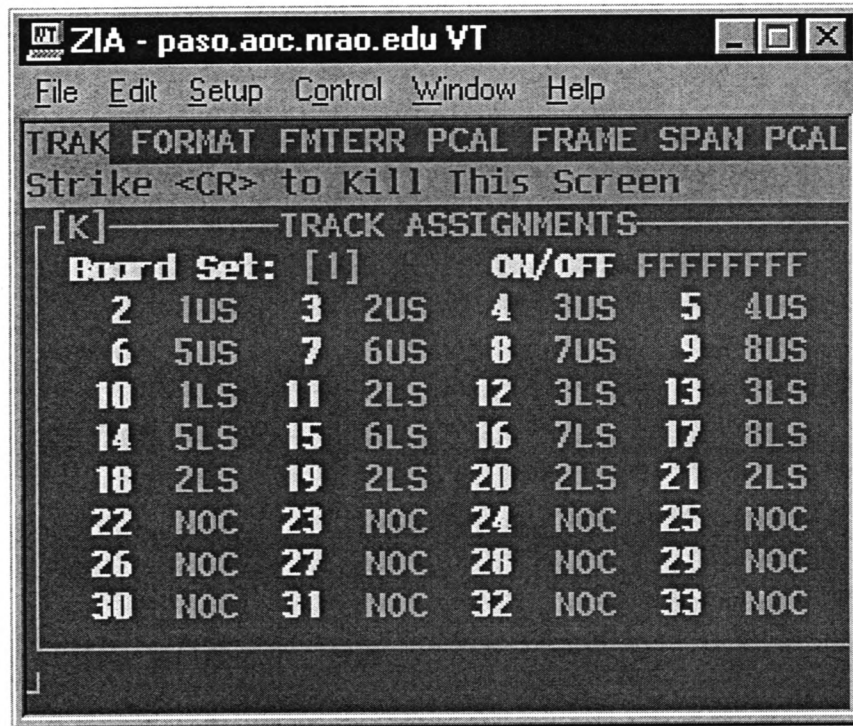 ZIA - paso.aoc.nrao.edu VT
File Edit Setup Control Window Help
TRAK FORMAT FMTERR PCAL FRAME SPAN PCAL
Strike <CR> to Kill This Screen
[K] TRACK ASSIGNMENTS
Board Set: [1] ON/OFF FFFFFFFF
2 1US 3 2US 4 3US 5 4US
6 5US 7 6US 8 7US 9 8US
10 1LS 11 2LS 12 3LS 13 3LS
14 5LS 15 6LS 16 7LS 17 8LS
18 2LS 19 2LS 20 2LS 21 2LS
22 NOC 23 NOC 24 NOC 25 NOC
26 NOC 27 NOC 28 NOC 29 NOC
30 NOC 31 NOC 32 NOC 33 NOC